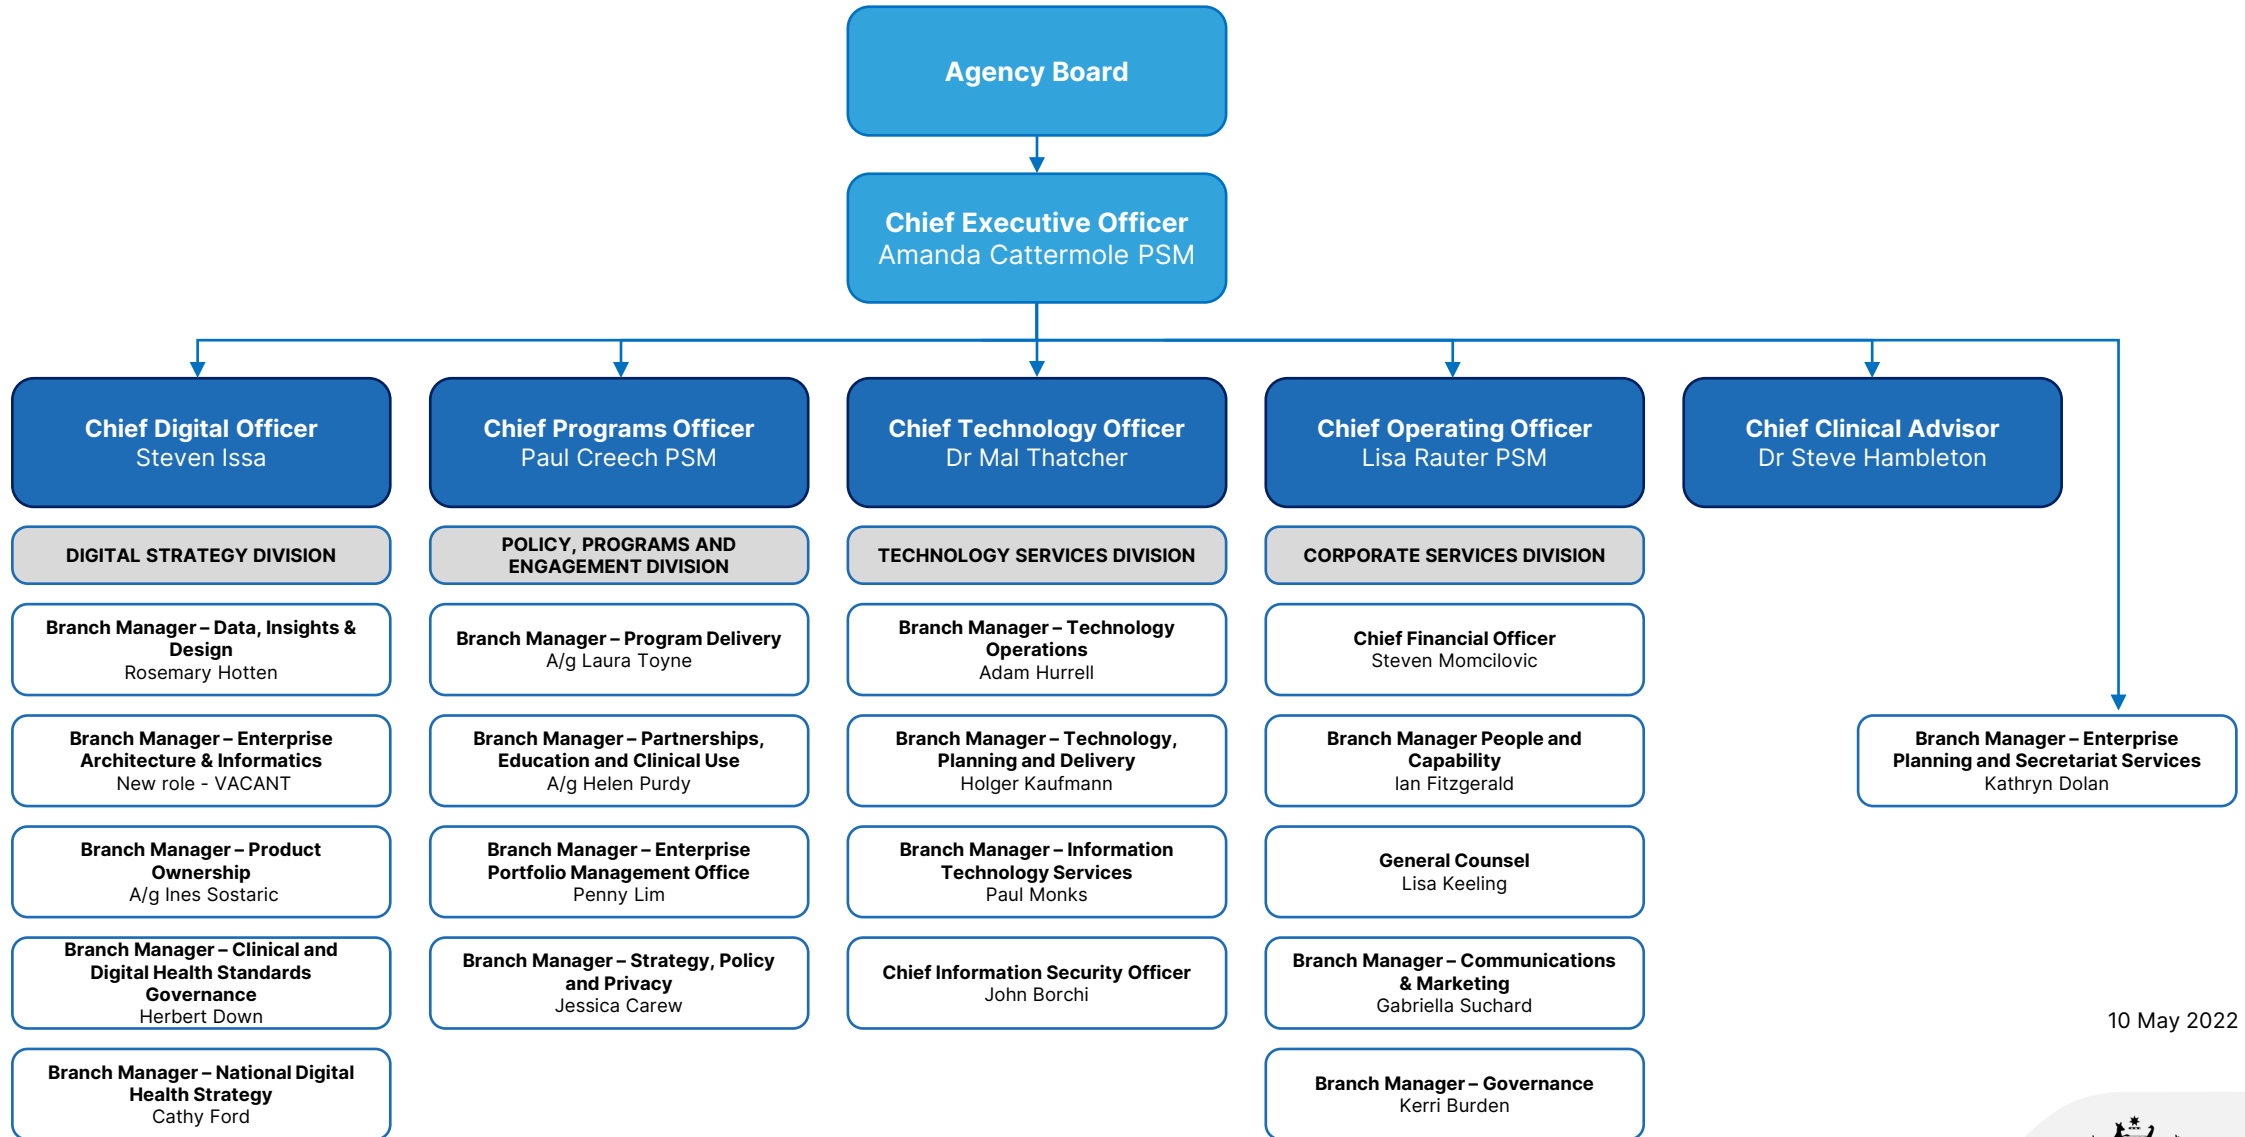 Agency Board
Chief Executive Officer
Amanda Cattermole PSM
Chief Digital Officer
Steven Issa
Chief Programs Officer
Paul Creech PSM
Chief Technology Officer
Dr Mal Thatcher
Chief Operating Officer
Lisa Rauter PSM
Chief Clinical Advisor
Dr Steve Hambleton
DIGITAL STRATEGY DIVISION
Branch Manager – Data, Insights &
Design
Rosemary Hotten
Branch Manager – Enterprise
Architecture & Informatics
New role - VACANT
Branch Manager – Product
Ownership
A/g Ines Sostaric
Branch Manager – Clinical and
Digital Health Standards
Governance
Herbert Down
Branch Manager – National Digital
Health Strategy
Cathy Ford
POLICY, PROGRAMS AND
ENGAGEMENT DIVISION
Branch Manager – Program Delivery
A/g Laura Toyne
Branch Manager – Partnerships,
Education and Clinical Use
A/g Helen Purdy
Branch Manager – Enterprise
Portfolio Management Office
Penny Lim
Branch Manager – Strategy, Policy
and Privacy
Jessica Carew
TECHNOLOGY SERVICES DIVISION
Branch Manager – Technology
Operations
Adam Hurrell
Branch Manager – Technology,
Planning and Delivery
Holger Kaufmann
Branch Manager – Information
Technology Services
Paul Monks
Chief Information Security Officer
John Borchi
CORPORATE SERVICES DIVISION
Chief Financial Officer
Steven Momcilovic
Branch Manager People and
Capability
Ian Fitzgerald
General Counsel
Lisa Keeling
Branch Manager – Communications
& Marketing
Gabriella Suchard
Branch Manager – Governance
Kerri Burden
Branch Manager – Enterprise
Planning and Secretariat Services
Kathryn Dolan
10 May 2022